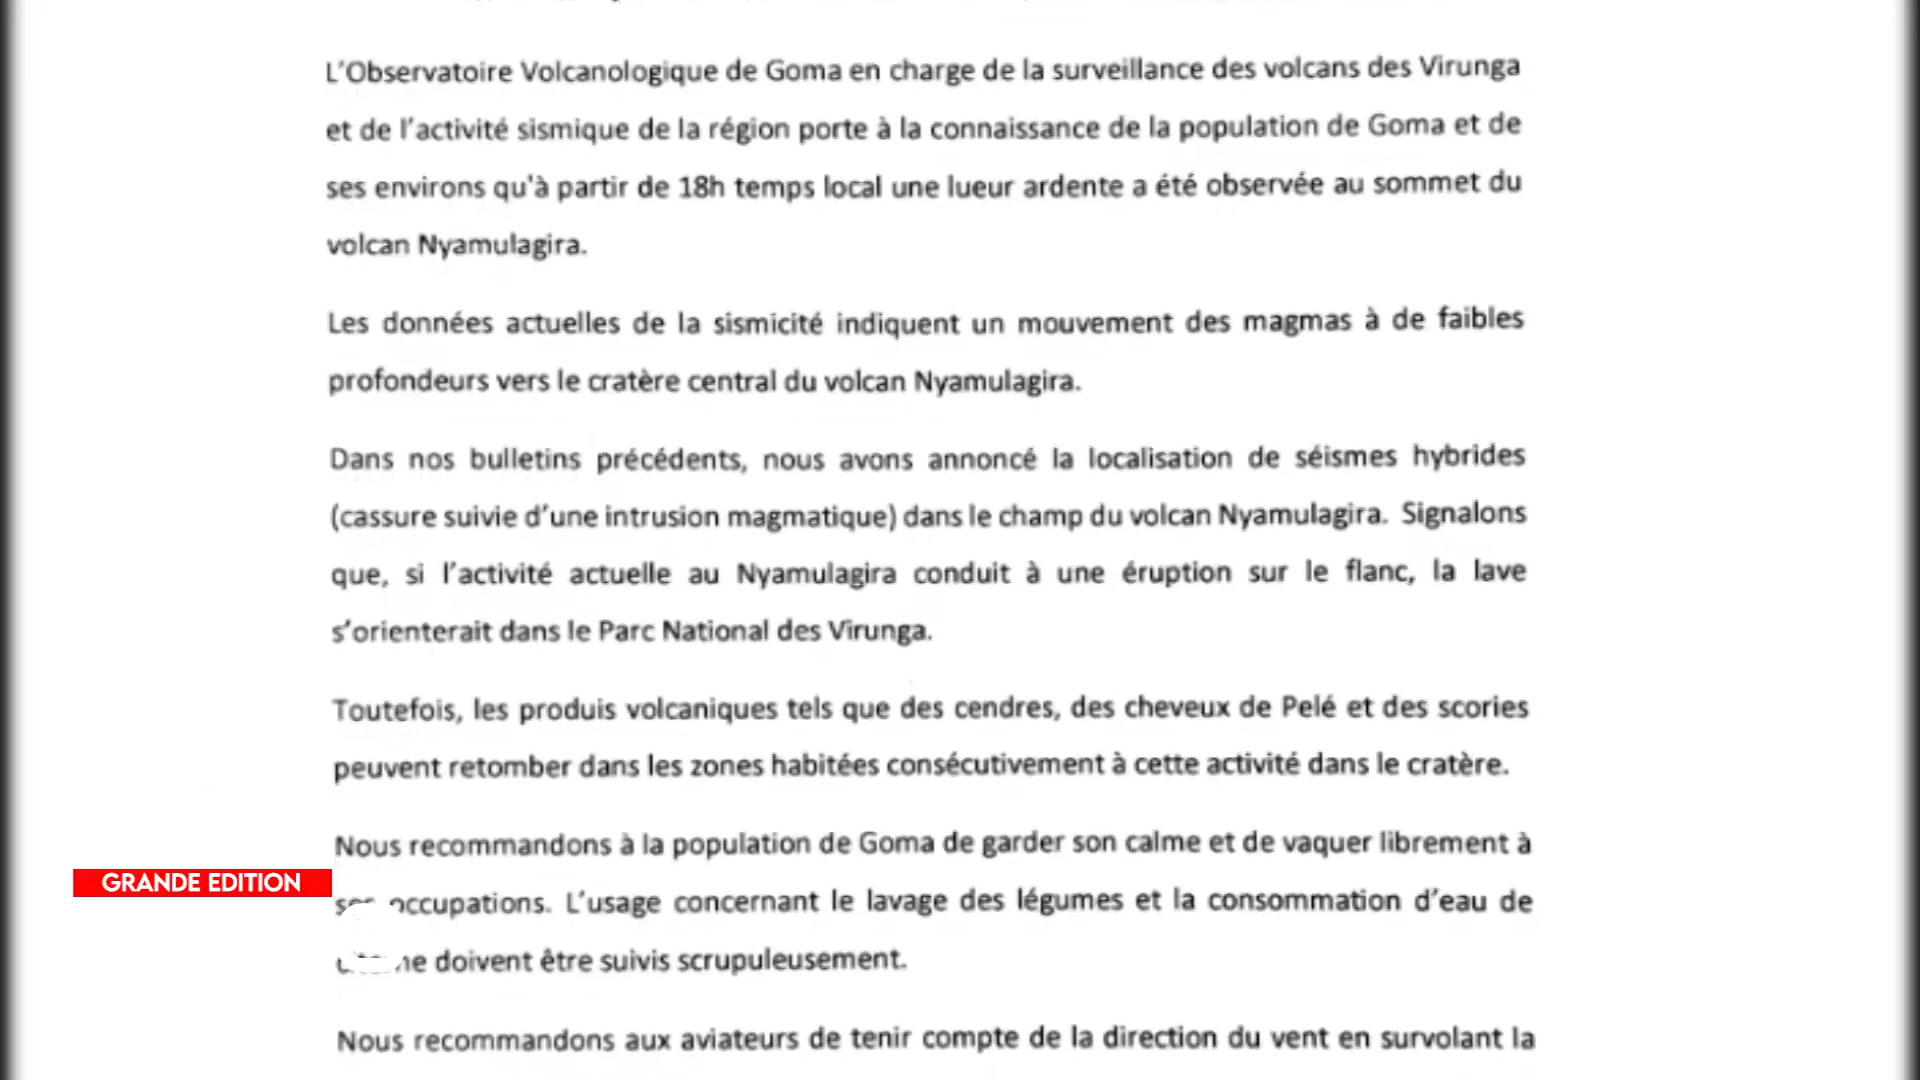 L'Observatoire Volcanologique de Goma en charge de la surveillance des volcans des Virunga
et de l'activité sismique de la région porte à la connaissance de la population de Goma et de
ses environs qu'à partir de 18h temps local une lueur ardente a été observée au sommet du
volcan Nyamulagira.
Les données actuelles de la sismicité indiquent un mouvement des magmas à de faibles
profondeurs vers le cratère central du volcan Nyamulagira.
Dans nos bulletins précédents, nous avons annoncé la localisation de séismes hybrides
(cassure suivie d'une intrusion magmatique) dans le champ du volcan Nyamulagira. Signalons
que, si l'activité actuelle au Nyamulagira conduit à une éruption sur le flanc, la lave
s'orienterait dans le Parc National des Virunga.
Toutefois, les produis volcaniques tels que des cendres, des cheveux de Pelé et des scories
peuvent retomber dans les zones habitées consécutivement à cette activité dans le cratère.
Nous recommandons à la population de Goma de garder son calme et de vaquer librement à
GRANDE EDITION
occupations. L'usage concernant le lavage des légumes et la consommation d'eau de
doivent être suivis scrupuleusement.
Nous recommandons aux aviateurs de tenir compte de la direction du vent en survolant la